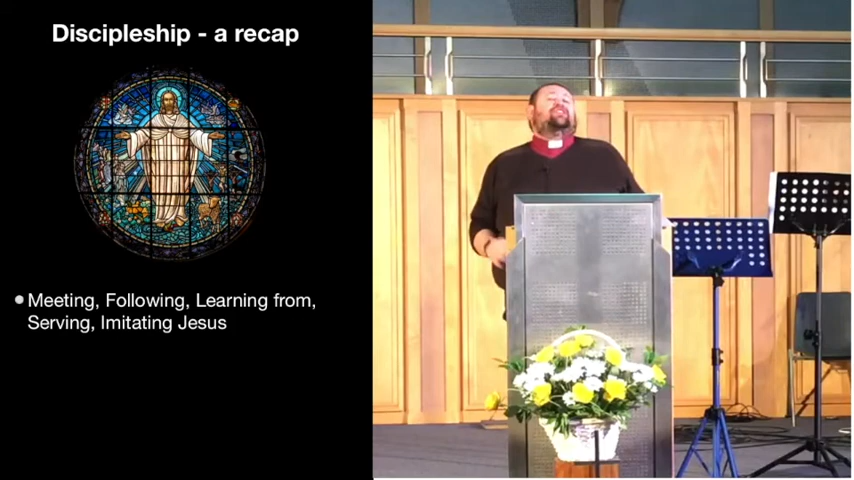 Discipleship - a recap
Meeting, Following, Learning from,
Serving, Imitating Jesus